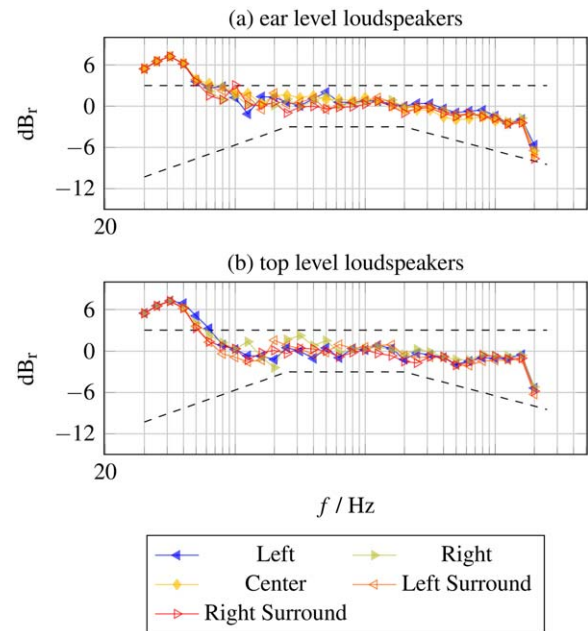 (a) ear level loudspeakers
6
0
−6
−12
dBr
20
(b) top level loudspeakers
6
0
−6
−12
dBr
20
f / Hz
Left
Right
Center
Left Surround
Right Surround